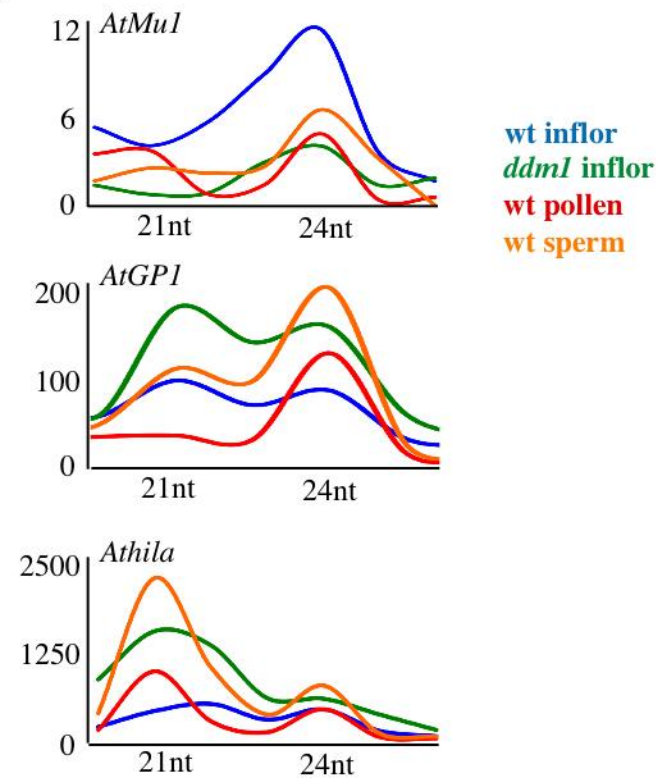 AtMu1
12
6
0
21nt
24nt
wt inflor
ddm1 inflor
wt pollen
wt sperm
AtGP1
200
100
0
21nt
24nt
Athila
2500
1250
0
21nt
24nt